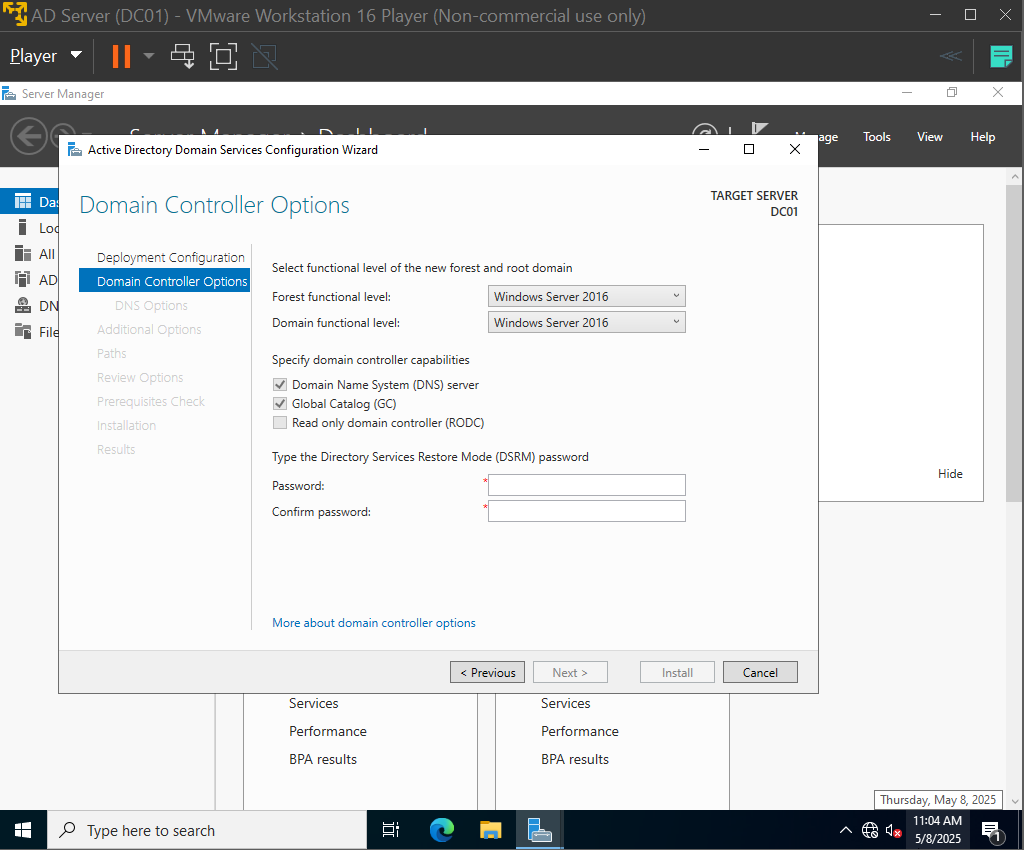 AD Server (DC01) - VMware Workstation 16 Player (Non-commercial use only)
Player
Server Manager
Server Manager Dashboard
Manage Tools View Help
Active Directory Domain Services Configuration Wizard
Domain Controller Options
TARGET SERVER
DC01
Deployment Configuration
Domain Controller Options
DNS Options
Additional Options
Paths
Review Options
Prerequisites Check
Installation
Results
Select functional level of the new forest and root domain
Forest functional level: Windows Server 2016
Domain functional level: Windows Server 2016
Specify domain controller capabilities
Domain Name System (DNS) server
Global Catalog (GC)
Read only domain controller (RODC)
Type the Directory Services Restore Mode (DSRM) password
Password: *
Confirm password: *
More about domain controller options
< Previous Next > Install Cancel
Das
Loc
All
AD
DN
File
Hide
Services
Performance
BPA results
Services
Performance
BPA results
Thursday, May 8, 2025
Type here to search
11:04 AM
5/8/2025
1